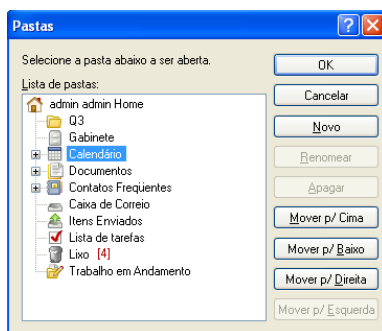 Pastas
Selecione a pasta abaixo a ser aberta.
Lista de pastas:
admin admin Home
Q3
Gabinete
Calendário
Documentos
Contatos Freqüentes
Caixa de Correio
Itens Enviados
Lista de tarefas
Lixo [4]
Trabalho em Andamento
OK
Cancelar
Novo
Renomear
Apagar
Mover p/ Cima
Mover p/ Baixo
Mover p/ Direita
Mover p/ Esquerda